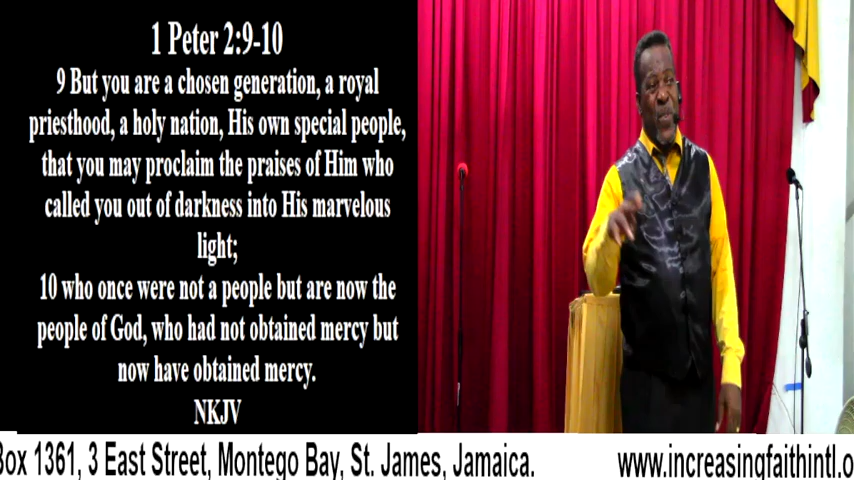 1 Peter 2:9-10
9 But you are a chosen generation, a royal
priesthood, a holy nation, His own special people,
that you may proclaim the praises of Him who
called you out of darkness into His marvelous
light;
10 who once were not a people but are now the
people of God, who had not obtained mercy but
now have obtained mercy.
NKJV
Box 1361, 3 East Street, Montego Bay, St. James, Jamaica. www.increasingfaithintl.o